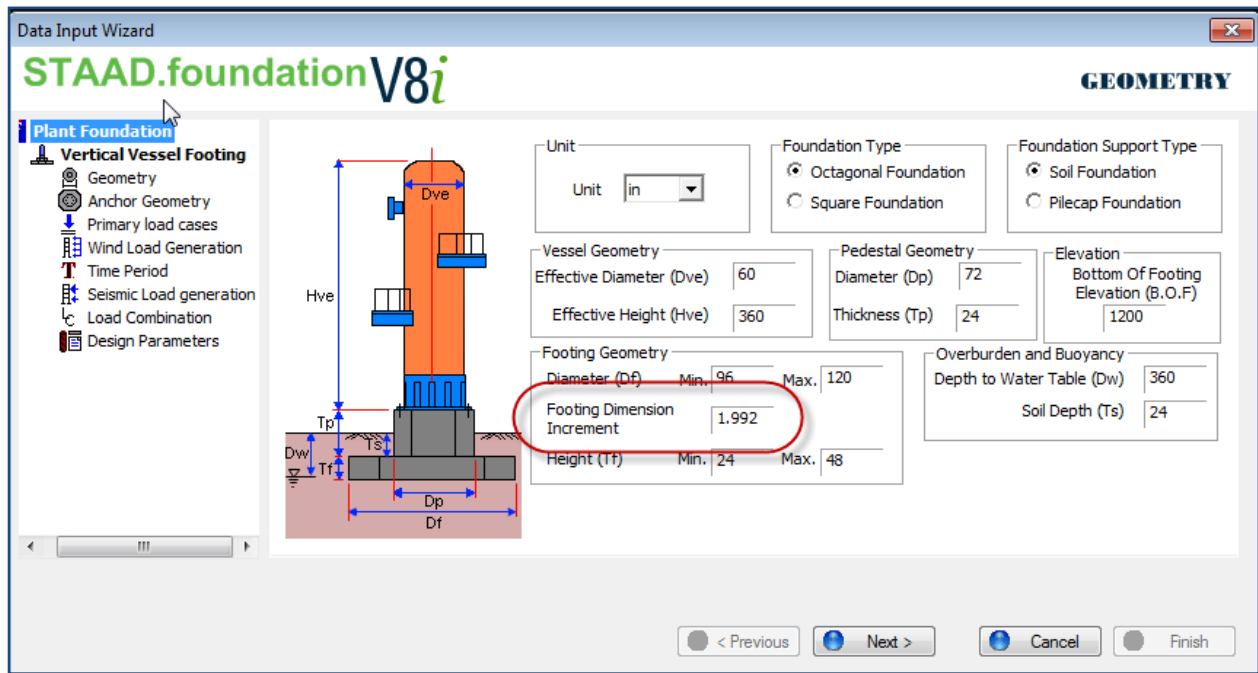 Data Input Wizard
STAAD.foundation V8i
GEOMETRY
Plant Foundation
Vertical Vessel Footing
Geometry
Anchor Geometry
Primary load cases
Wind Load Generation
Time Period
Seismic Load generation
Load Combination
Design Parameters
Dve
Hve
Tp
Ts
Dw
Tf
Dp
Df
Unit
Unit in
Foundation Type
Octagonal Foundation
Square Foundation
Foundation Support Type
Soil Foundation
Pilecap Foundation
Vessel Geometry
Effective Diameter (Dve) 60
Effective Height (Hve) 360
Pedestal Geometry
Diameter (Dp) 72
Thickness (Tp) 24
Elevation
Bottom Of Footing
Elevation (B.O.F)
1200
Footing Geometry
Diameter (Df) Min. 96 Max. 120
Footing Dimension
Increment 1.992
Height (Tf) Min. 24 Max. 48
Overburden and Buoyancy
Depth to Water Table (Dw) 360
Soil Depth (Ts) 24
< Previous
Next >
Cancel
Finish